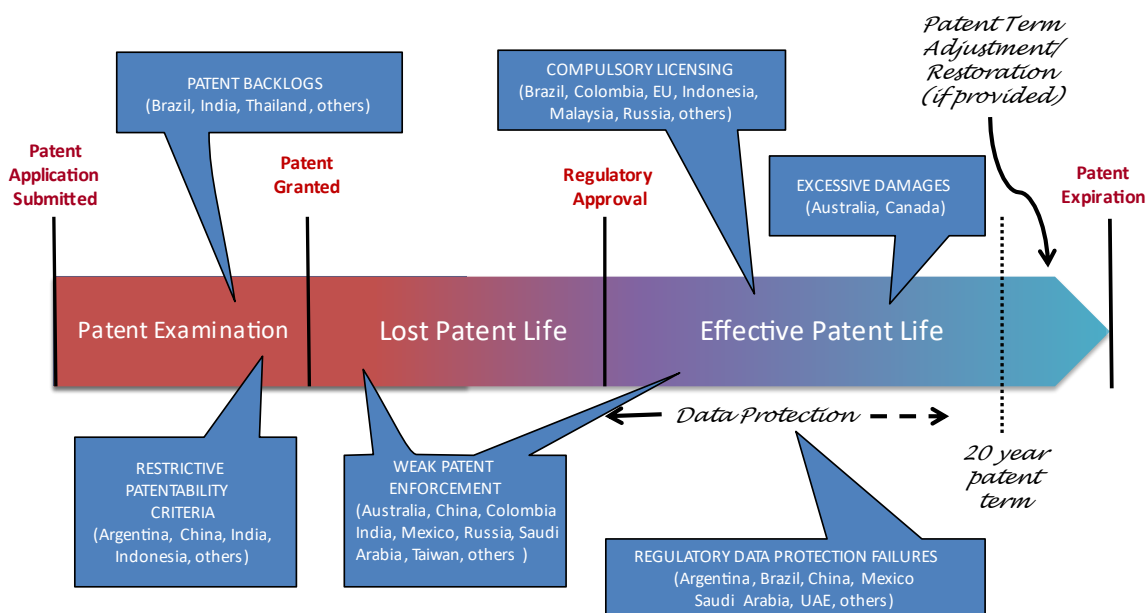 Patent Term
Adjustment/
Restoration
(if provided)
PATENT BACKLOGS
(Brazil, India, Thailand, others)
COMPULSORY LICENSING
(Brazil, Colombia, EU, Indonesia,
Malaysia, Russia, others)
Patent
Application
Submitted
Patent
Granted
Regulatory
Approval
EXCESSIVE DAMAGES
(Australia, Canada)
Patent
Expiration
Patent Examination
Lost Patent Life
Effective Patent Life
Data Protection
20 year
patent
term
RESTRICTIVE
PATENTABILITY
CRITERIA
(Argentina, China, India,
Indonesia, others)
WEAK PATENT
ENFORCEMENT
(Australia, China, Colombia
India, Mexico, Russia, Saudi
Arabia, Taiwan, others )
REGULATORY DATA PROTECTION FAILURES
(Argentina, Brazil, China, Mexico
Saudi Arabia, UAE, others)